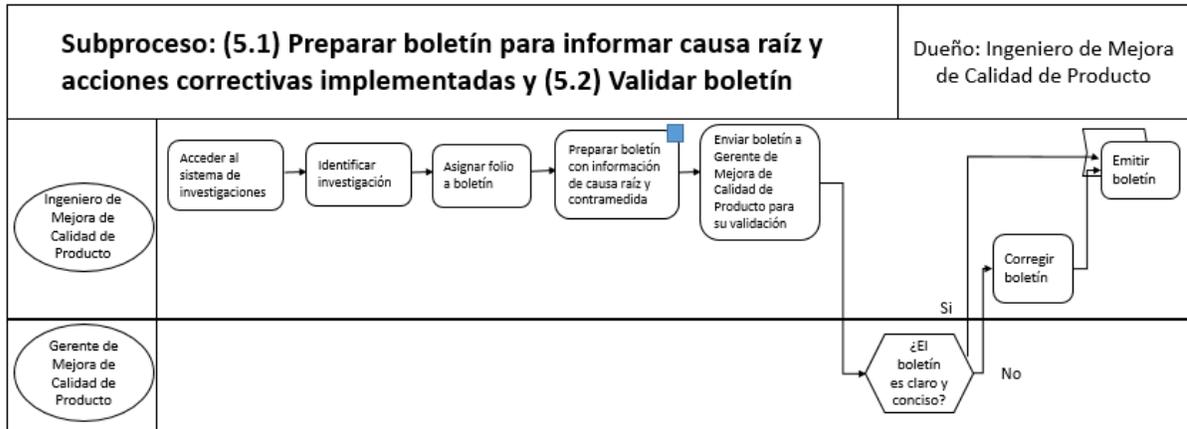 Subproceso: (5.1) Preparar boletín para informar causa raíz y
acciones correctivas implementadas y (5.2) Validar boletín
Dueño: Ingeniero de Mejora
de Calidad de Producto
Ingeniero de
Mejora de
Calidad de
Producto
Acceder al
sistema de
investigaciones
Identificar
investigación
Asignar folio
a boletín
Preparar boletín
con información
de causa raíz y
contramedida
Enviar boletín a
Gerente de
Mejora de
Calidad de
Producto para
su validación
Emitir
boletín
Corregir
boletín
Si
Gerente de
Mejora de
Calidad de
Producto
¿El
boletín
es claro y
conciso?
No